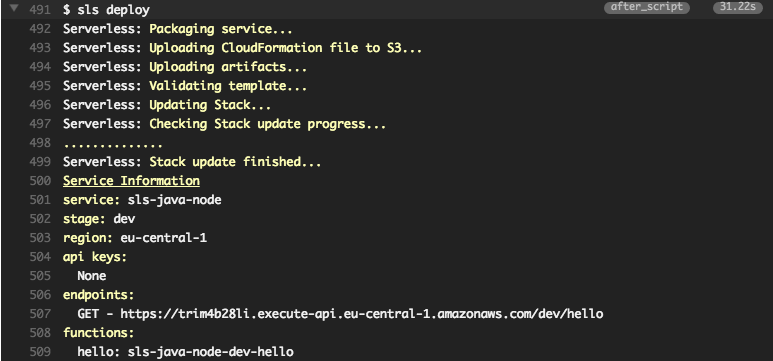 491 $ sls deploy after_script 31.22s
492 Serverless: Packaging service...
493 Serverless: Uploading CloudFormation file to S3...
494 Serverless: Uploading artifacts...
495 Serverless: Validating template...
496 Serverless: Updating Stack...
497 Serverless: Checking Stack update progress...
498 ..............
499 Serverless: Stack update finished...
500 Service Information
501 service: sls-java-node
502 stage: dev
503 region: eu-central-1
504 api keys:
505   None
506 endpoints:
507   GET - https://trim4b28li.execute-api.eu-central-1.amazonaws.com/dev/hello
508 functions:
509   hello: sls-java-node-dev-hello